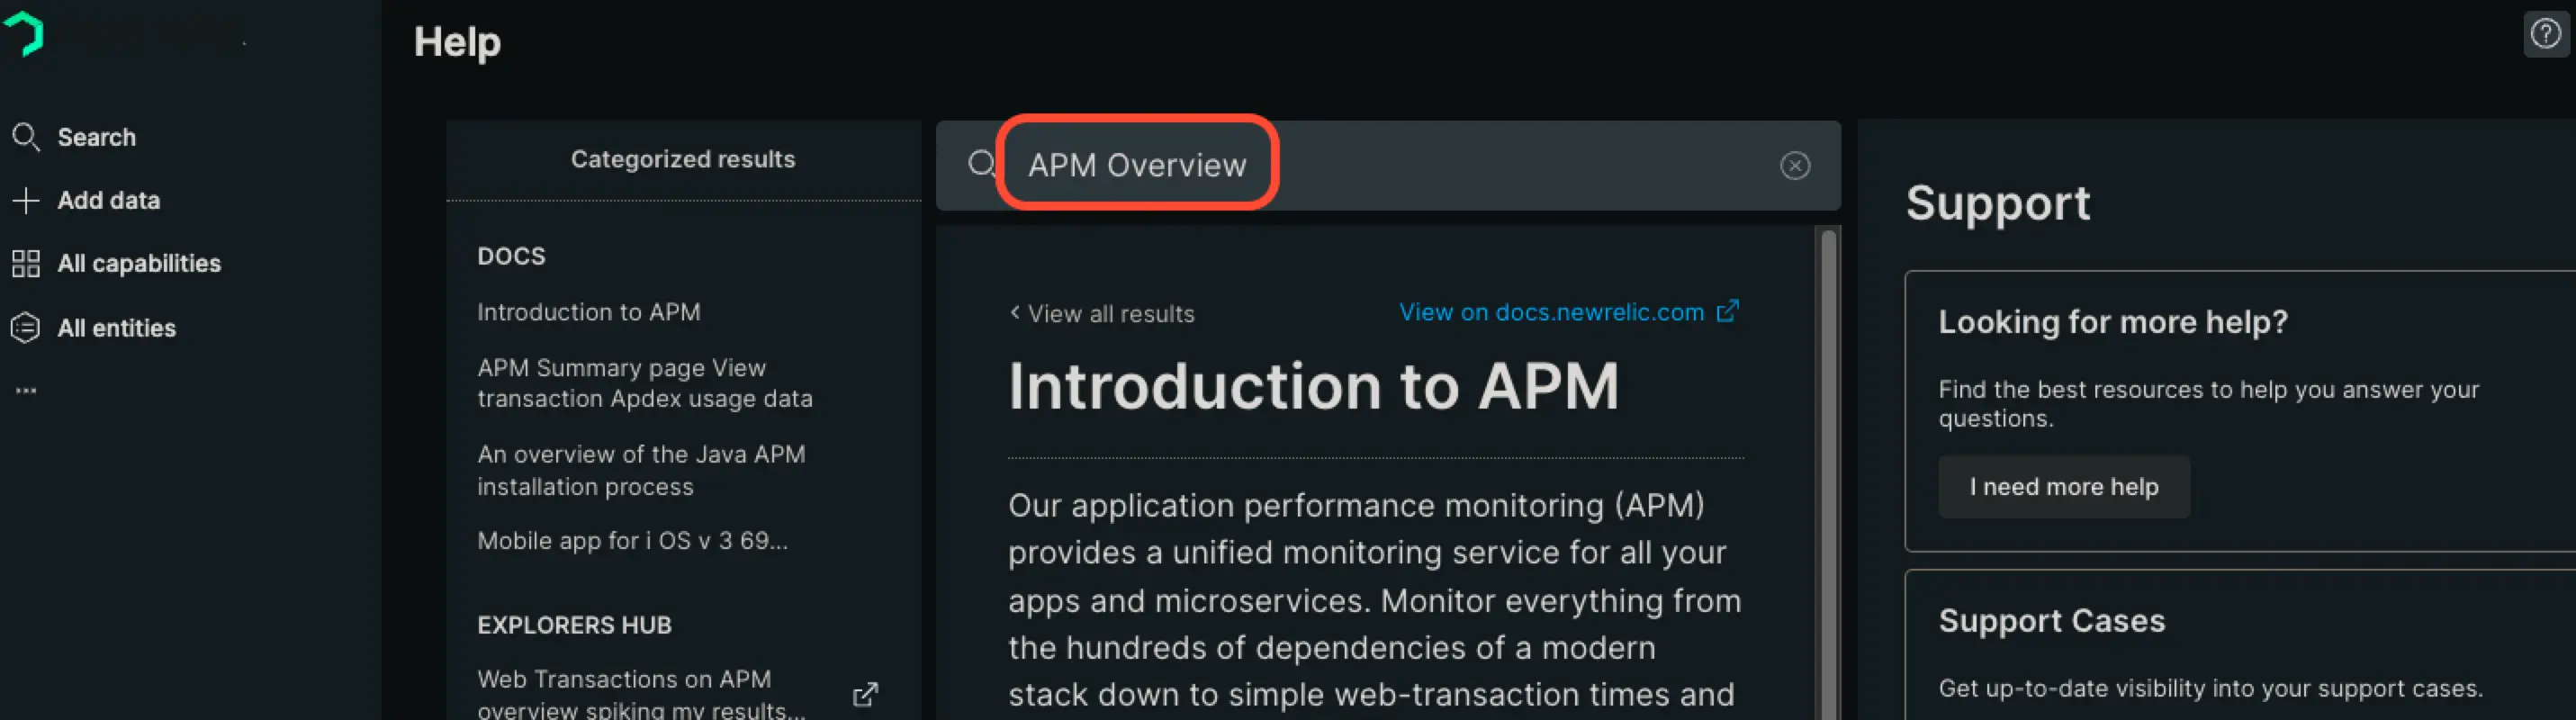 Help
Search
Add data
All capabilities
All entities
Categorized results
DOCS
Introduction to APM
APM Summary page View
transaction Apdex usage data
An overview of the Java APM
installation process
Mobile app for i OS v 3 69...
EXPLORERS HUB
Web Transactions on APM
overview spiking my results...
APM Overview
View all results
View on docs.newrelic.com
Introduction to APM
Our application performance monitoring (APM)
provides a unified monitoring service for all your
apps and microservices. Monitor everything from
the hundreds of dependencies of a modern
stack down to simple web-transaction times and
Support
Looking for more help?
Find the best resources to help you answer your
questions.
I need more help
Support Cases
Get up-to-date visibility into your support cases.